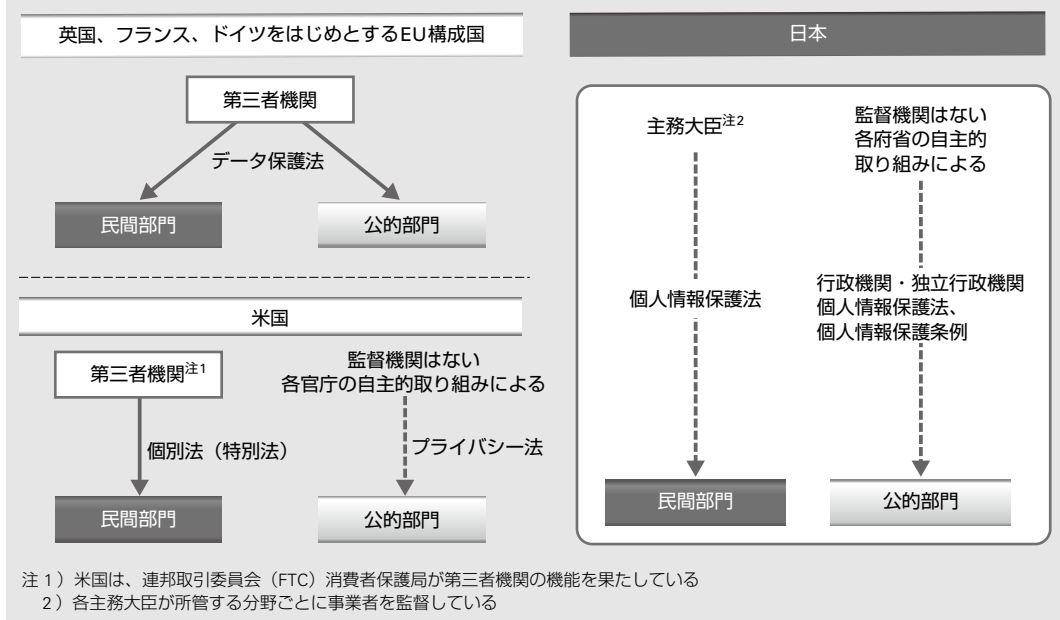 英国、フランス、ドイツをはじめとするEU構成国
第三者機関
データ保護法
民間部門
公的部門
米国
第三者機関注1
監督機関はない
各官庁の自主的取り組みによる
個別法（特別法）
プライバシー法
民間部門
公的部門
日本
主務大臣注2
監督機関はない
各府省の自主的
取り組みによる
個人情報保護法
行政機関・独立行政機関
個人情報保護法、
個人情報保護条例
民間部門
公的部門
注1）米国は、連邦取引委員会（FTC）消費者保護局が第三者機関の機能を果たしている
2）各主務大臣が所管する分野ごとに事業者を監督している